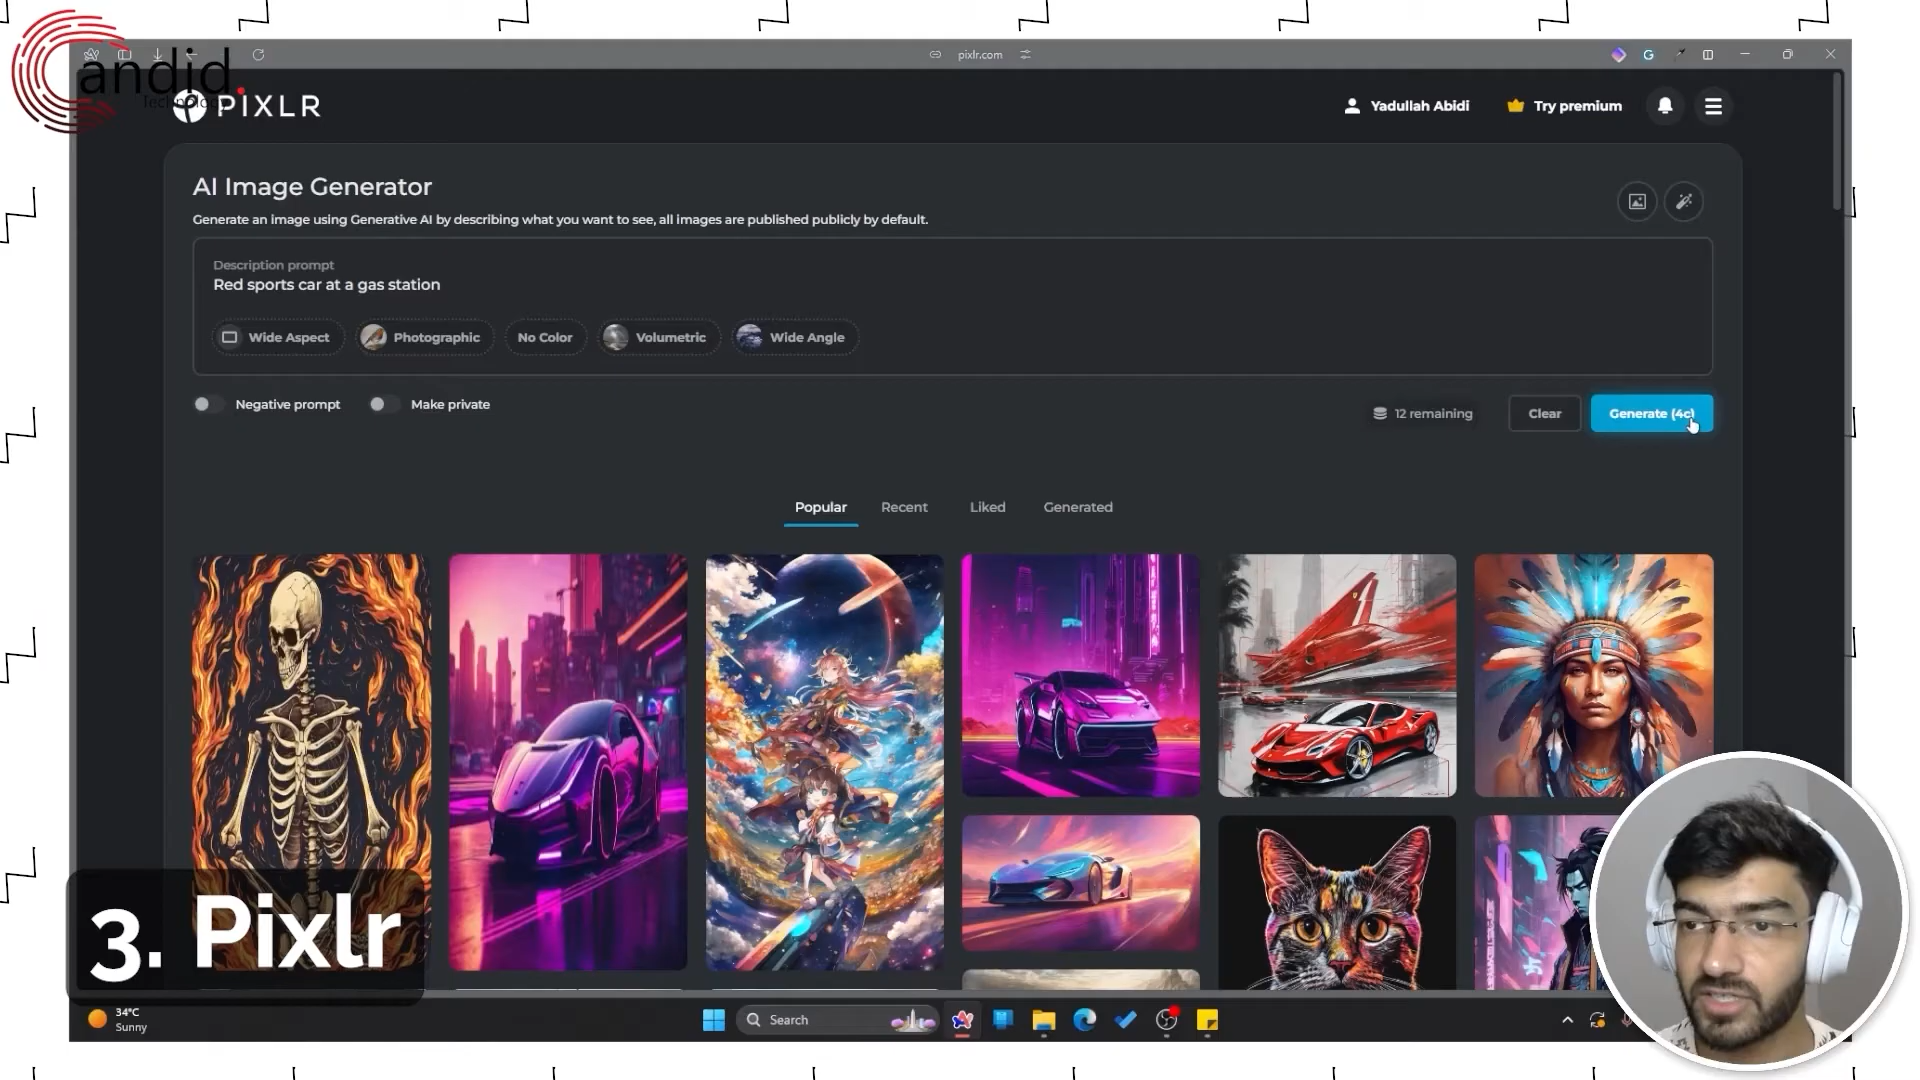 candid.
Technology
pixlr.com
PIXLR
Yadullah Abidi
Try premium
AI Image Generator
Generate an image using Generative AI by describing what you want to see, all images are published publicly by default.
Description prompt
Red sports car at a gas station
Wide Aspect
Photographic
No Color
Volumetric
Wide Angle
Negative prompt
Make private
12 remaining
Clear
Generate (4c)
Popular
Recent
Liked
Generated
3. Pixlr
34°C
Sunny
Search